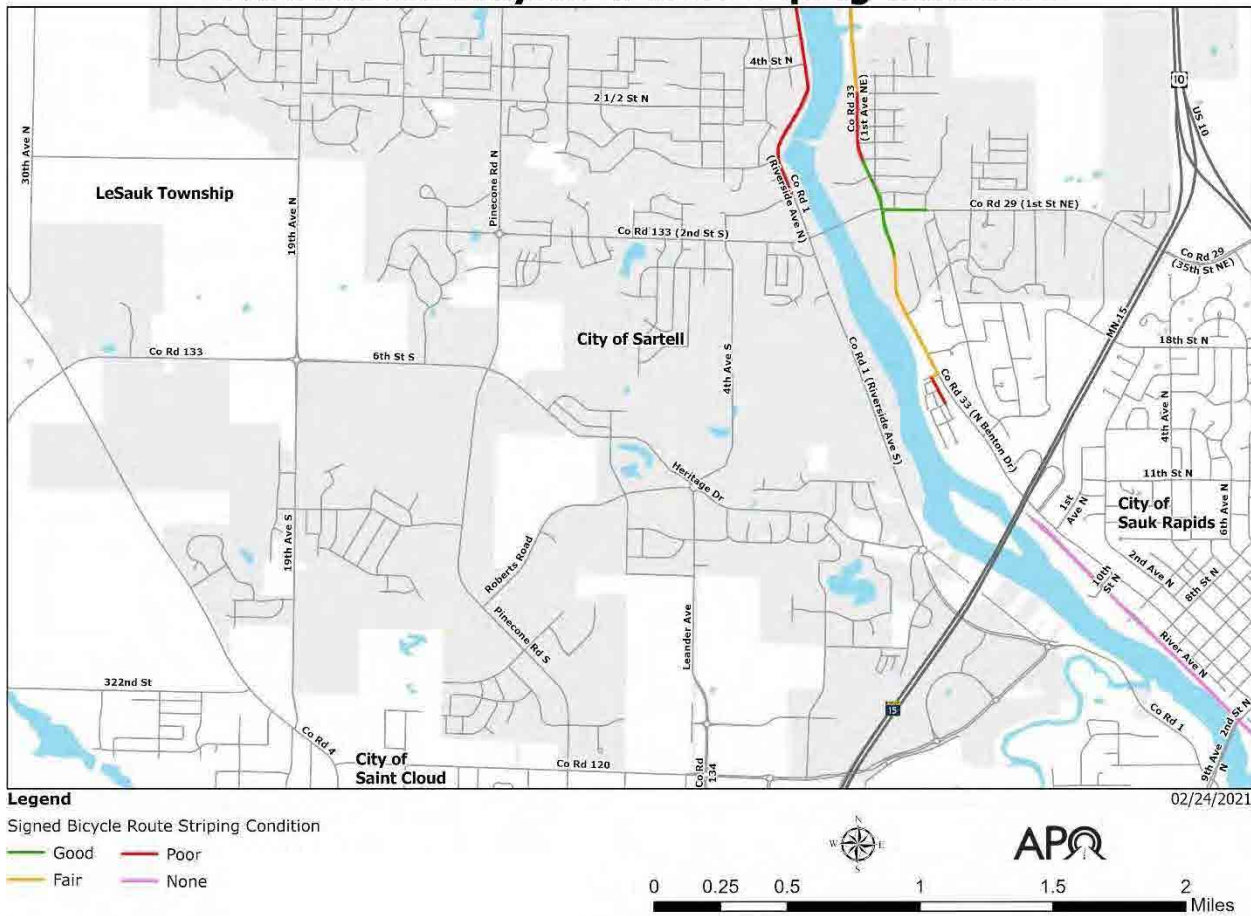 4th St N
2 1/2 St N
Co Rd 33
(1st Ave NE)
10
US 10
30th Ave N
LeSauk Township
19th Ave N
Pinecone Rd N
Co Rd 1
(Riverside Ave N)
Co Rd 29 (1st St NE)
Co Rd 133 (2nd St S)
Co Rd 29
(35th St NE)
MN-15
City of Sartell
Co Rd 133
6th St S
18th St N
4th Ave S
Co Rd 1 (Riverside Ave S)
Co Rd 33 (N Benton Dr)
4th Ave N
11th St N
Heritage Dr
1st
Ave N
City of
Sauk Rapids
6th Ave N
19th Ave S
Roberts Road
2nd Ave N
8th St N
10th
St N
Pinecone Rd S
Leander Ave
River Ave N
322nd St
Co Rd 4
15
Co Rd 1
2nd St N
9th Ave
N
City of
Saint Cloud
Co Rd 120
Co Rd
134
Legend
02/24/2021
Signed Bicycle Route Striping Condition
Good
Poor
Fair
None
N
W
E
S
APO
0 0.25 0.5 1 1.5 2
Miles